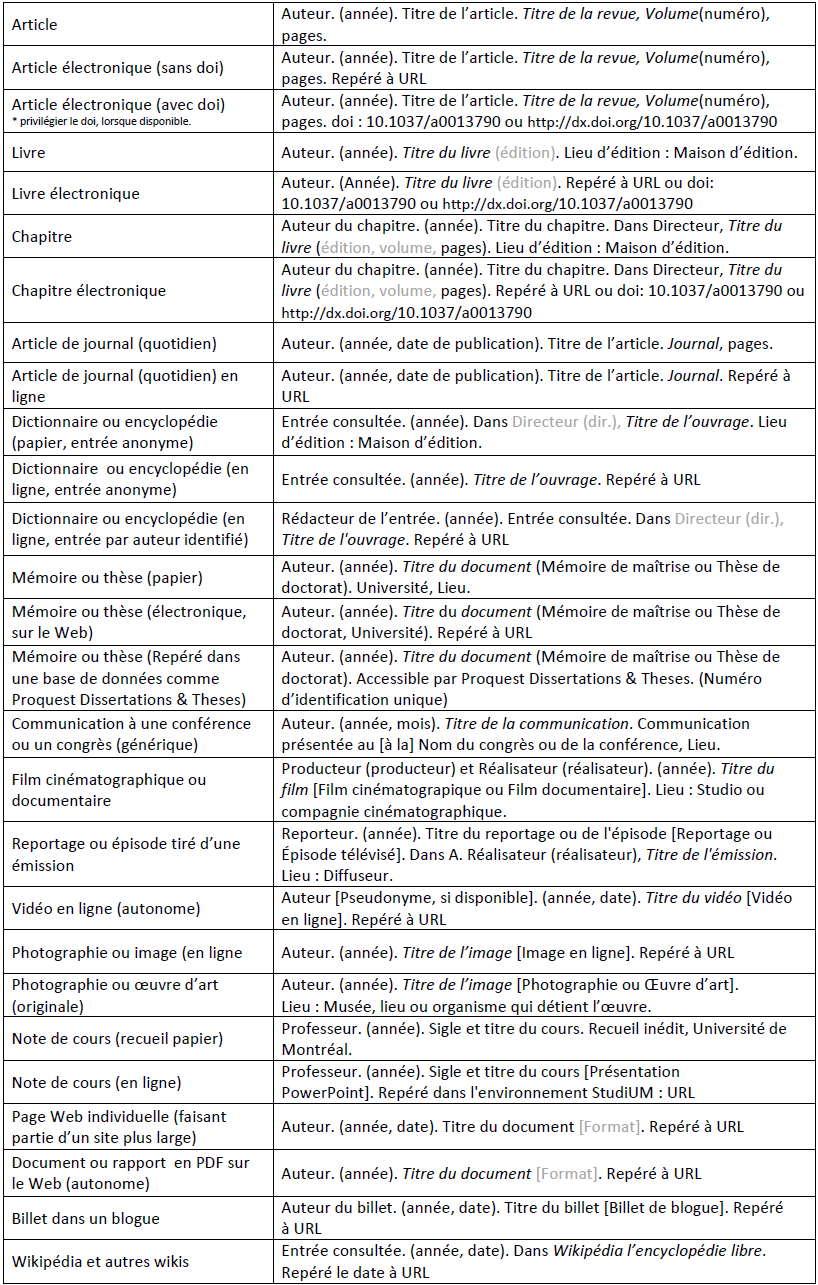 Article
Auteur. (année). Titre de l’article. Titre de la revue, Volume(numéro),
pages.
Article électronique (sans doi)
Auteur. (année). Titre de l’article. Titre de la revue, Volume(numéro),
pages. Repéré à URL
Article électronique (avec doi)
* privilégier le doi, lorsque disponible.
Auteur. (année). Titre de l’article. Titre de la revue, Volume(numéro),
pages. doi : 10.1037/a0013790 ou http://dx.doi.org/10.1037/a0013790
Livre
Auteur. (année). Titre du livre (édition). Lieu d’édition : Maison d’édition.
Livre électronique
Auteur. (Année). Titre du livre (édition). Repéré à URL ou doi:
10.1037/a0013790 ou http://dx.doi.org/10.1037/a0013790
Chapitre
Auteur du chapitre. (année). Titre du chapitre. Dans Directeur, Titre du
livre (édition, volume, pages). Lieu d’édition : Maison d’édition.
Chapitre électronique
Auteur du chapitre. (année). Titre du chapitre. Dans Directeur, Titre du
livre (édition, volume, pages). Repéré à URL ou doi: 10.1037/a0013790 ou
http://dx.doi.org/10.1037/a0013790
Article de journal (quotidien)
Auteur. (année, date de publication). Titre de l’article. Journal, pages.
Article de journal (quotidien) en
ligne
Auteur. (année, date de publication). Titre de l’article. Journal. Repéré à
URL
Dictionnaire ou encyclopédie
(papier, entrée anonyme)
Entrée consultée. (année). Dans Directeur (dir.), Titre de l’ouvrage. Lieu
d’édition : Maison d’édition.
Dictionnaire ou encyclopédie (en
ligne, entrée anonyme)
Entrée consultée. (année). Titre de l’ouvrage. Repéré à URL
Dictionnaire ou encyclopédie (en
ligne, entrée par auteur identifié)
Rédacteur de l’entrée. (année). Entrée consultée. Dans Directeur (dir.),
Titre de l'ouvrage. Repéré à URL
Mémoire ou thèse (papier)
Auteur. (année). Titre du document (Mémoire de maîtrise ou Thèse de
doctorat). Université, Lieu.
Mémoire ou thèse (électronique,
sur le Web)
Auteur. (année). Titre du document (Mémoire de maîtrise ou Thèse de
doctorat, Université). Repéré à URL
Mémoire ou thèse (Repéré dans
une base de données comme
Proquest Dissertations & Theses)
Auteur. (année). Titre du document (Mémoire de maîtrise ou Thèse de
doctorat). Accessible par Proquest Dissertations & Theses. (Numéro
d’identification unique)
Communication à une conférence
ou un congrès (générique)
Auteur. (année, mois). Titre de la communication. Communication
présentée au [à la] Nom du congrès ou de la conférence, Lieu.
Film cinématographique ou
documentaire
Producteur (producteur) et Réalisateur (réalisateur). (année). Titre du
film [Film cinématograpique ou Film documentaire]. Lieu : Studio ou
compagnie cinématographique.
Reportage ou épisode tiré d’une
émission
Reporteur. (année). Titre du reportage ou de l'épisode [Reportage ou
Épisode télévisé]. Dans A. Réalisateur (réalisateur), Titre de l'émission.
Lieu : Diffuseur.
Vidéo en ligne (autonome)
Auteur [Pseudonyme, si disponible]. (année, date). Titre du vidéo [Vidéo
en ligne]. Repéré à URL
Photographie ou image (en ligne
Auteur. (année). Titre de l’image [Image en ligne]. Repéré à URL
Photographie ou œuvre d’art
(originale)
Auteur. (année). Titre de l’image [Photographie ou Œuvre d’art].
Lieu : Musée, lieu ou organisme qui détient l’œuvre.
Note de cours (recueil papier)
Professeur. (année). Sigle et titre du cours. Recueil inédit, Université de
Montréal.
Note de cours (en ligne)
Professeur. (année). Sigle et titre du cours [Présentation
PowerPoint]. Repéré dans l'environnement StudiUM : URL
Page Web individuelle (faisant
partie d’un site plus large)
Auteur. (année, date). Titre du document [Format]. Repéré à URL
Document ou rapport en PDF sur
le Web (autonome)
Auteur. (année). Titre du document [Format]. Repéré à URL
Billet dans un blogue
Auteur du billet. (année, date). Titre du billet [Billet de blogue]. Repéré
à URL
Wikipédia et autres wikis
Entrée consultée. (année, date). Dans Wikipédia l’encyclopédie libre.
Repéré le date à URL